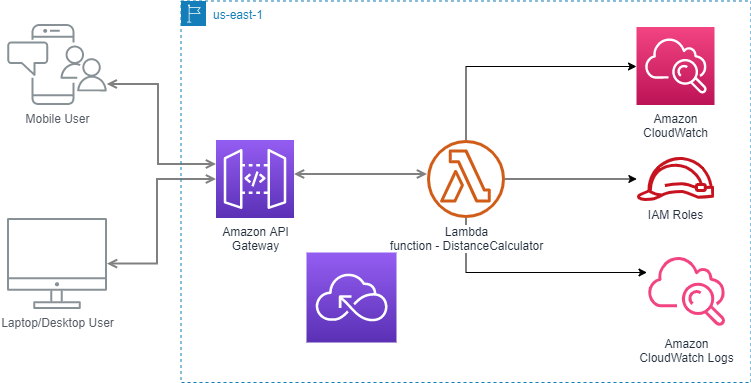 us-east-1
Mobile User
Amazon
CloudWatch
</>
Amazon API
Gateway
Lambda
function - DistanceCalculator
IAM Roles
Laptop/Desktop User
Amazon
CloudWatch Logs